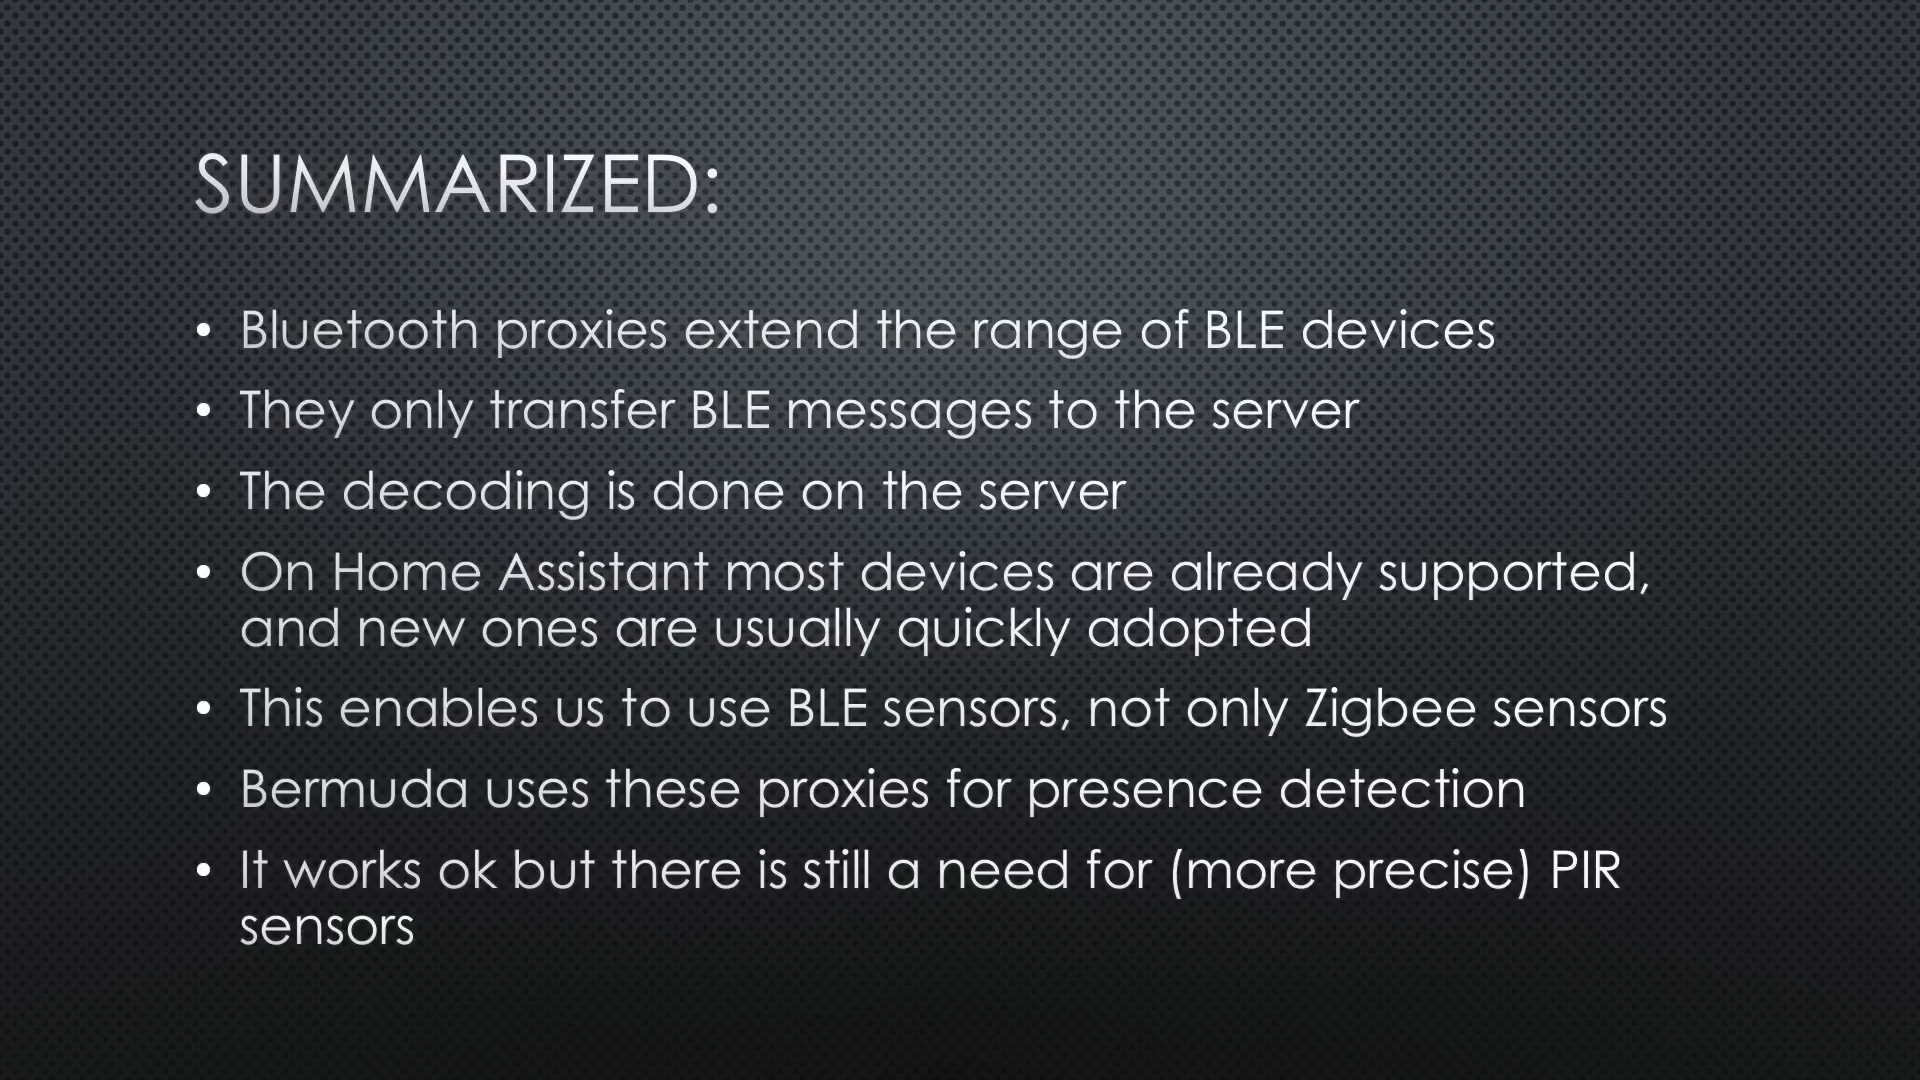 SUMMARIZED:
• Bluetooth proxies extend the range of BLE devices
• They only transfer BLE messages to the server
• The decoding is done on the server
• On Home Assistant most devices are already supported,
and new ones are usually quickly adopted
• This enables us to use BLE sensors, not only Zigbee sensors
• Bermuda uses these proxies for presence detection
• It works ok but there is still a need for (more precise) PIR
sensors